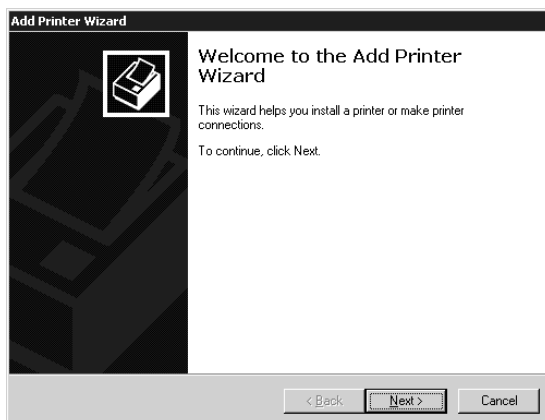 Add Printer Wizard
Welcome to the Add Printer
Wizard
This wizard helps you install a printer or make printer
connections.
To continue, click Next.
< Back
Next >
Cancel